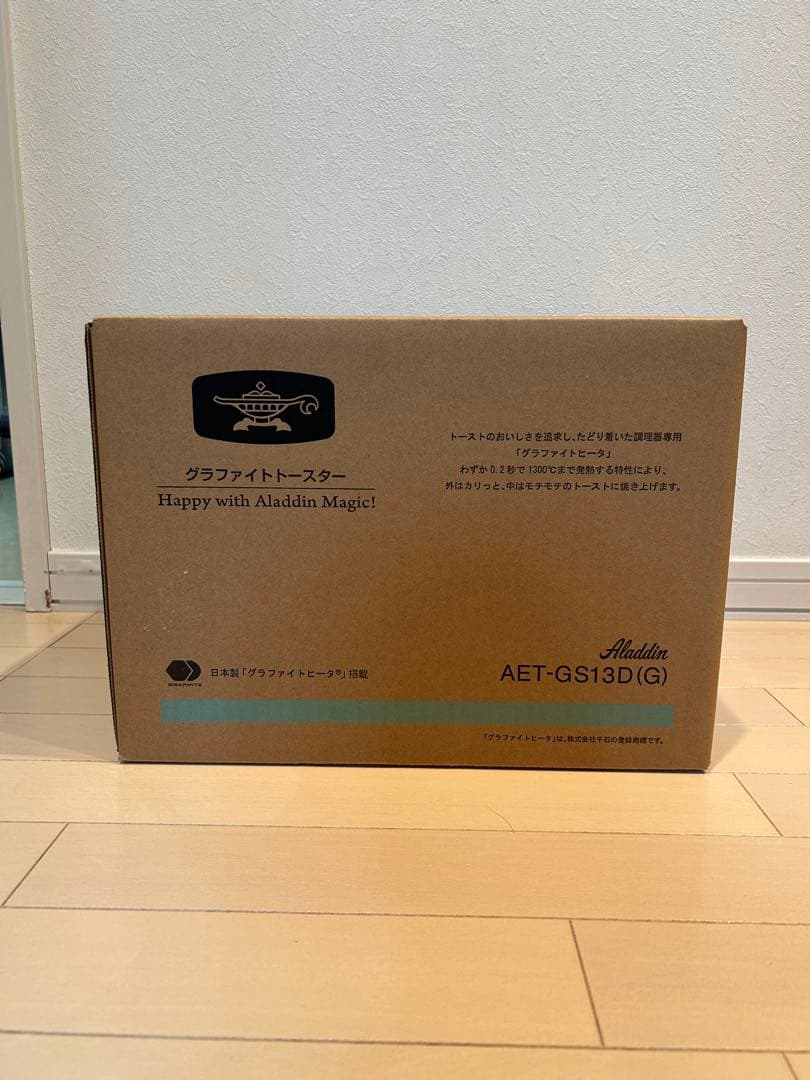 グラファイトトースター
Happy with Aladdin Magic!
トーストのおいしさを追求し、たどり着いた調理器専用
「グラファイトヒータ」
わずか0.2秒で1300℃まで発熱する特性により、
外はカリっと、中はモチモチのトーストに焼き上げます。
GRAPHITE
日本製「グラファイトヒータ®」搭載
Aladdin
AET-GS13D(G)
「グラファイトヒータ」は、株式会社千石の登録商標です。